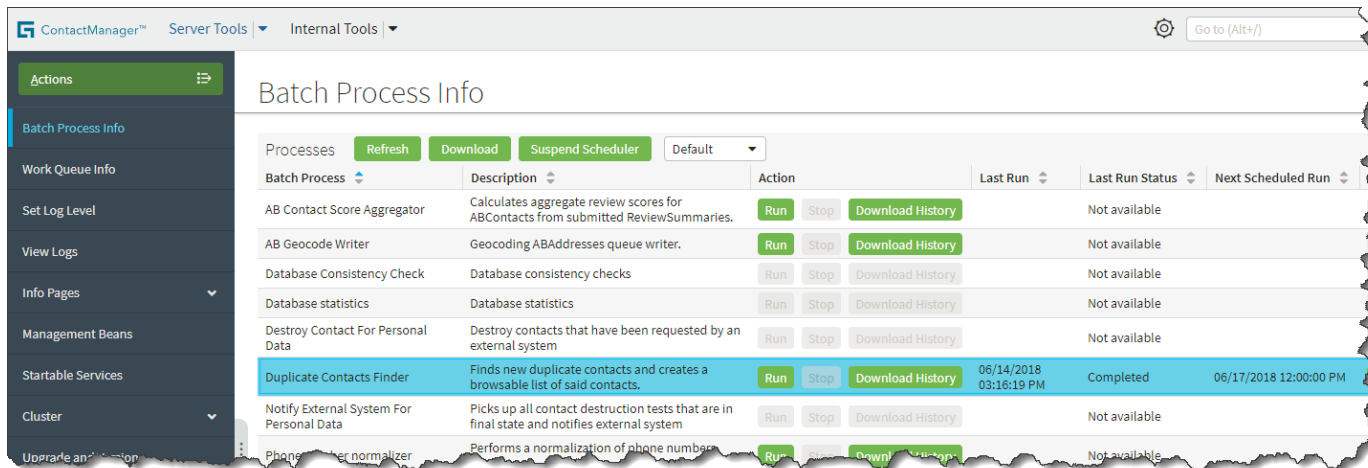 ContactManager™ Server Tools Internal Tools Go to (Alt+/)
Actions
Batch Process Info
Work Queue Info
Set Log Level
View Logs
Info Pages
Management Beans
Startable Services
Cluster
Batch Process Info
Processes Refresh Download Suspend Scheduler Default
Batch Process Description Action Last Run Last Run Status Next Scheduled Run
AB Contact Score Aggregator Calculates aggregate review scores for Run Stop Download History Not available
ABContacts from submitted ReviewSummaries.
AB Geocode Writer Geocoding ABAddresses queue writer. Run Stop Download History Not available
Database Consistency Check Database consistency checks Run Stop Download History Not available
Database statistics Database statistics Run Stop Download History Not available
Destroy Contact For Personal Destroy contacts that have been requested by an Run Stop Download History Not available
Data external system
Duplicate Contacts Finder Finds new duplicate contacts and creates a Run Stop Download History 06/14/2018 Completed 06/17/2018 12:00:00 PM
browsable list of said contacts. 03:16:19 PM
Notify External System For Picks up all contact destruction tests that are in Run Stop Download History Not available
Personal Data final state and notifies external system
normalizer Performs a normalization of phone numbers Run Stop Not available